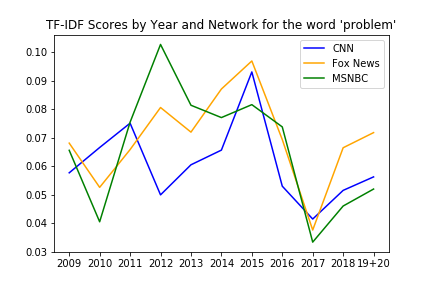 TF-IDF Scores by Year and Network for the word 'problem'
CNN
Fox News
MSNBC
0.10
0.09
0.08
0.07
0.06
0.05
0.04
0.03
2009 2010 2011 2012 2013 2014 2015 2016 2017 2018 19+20